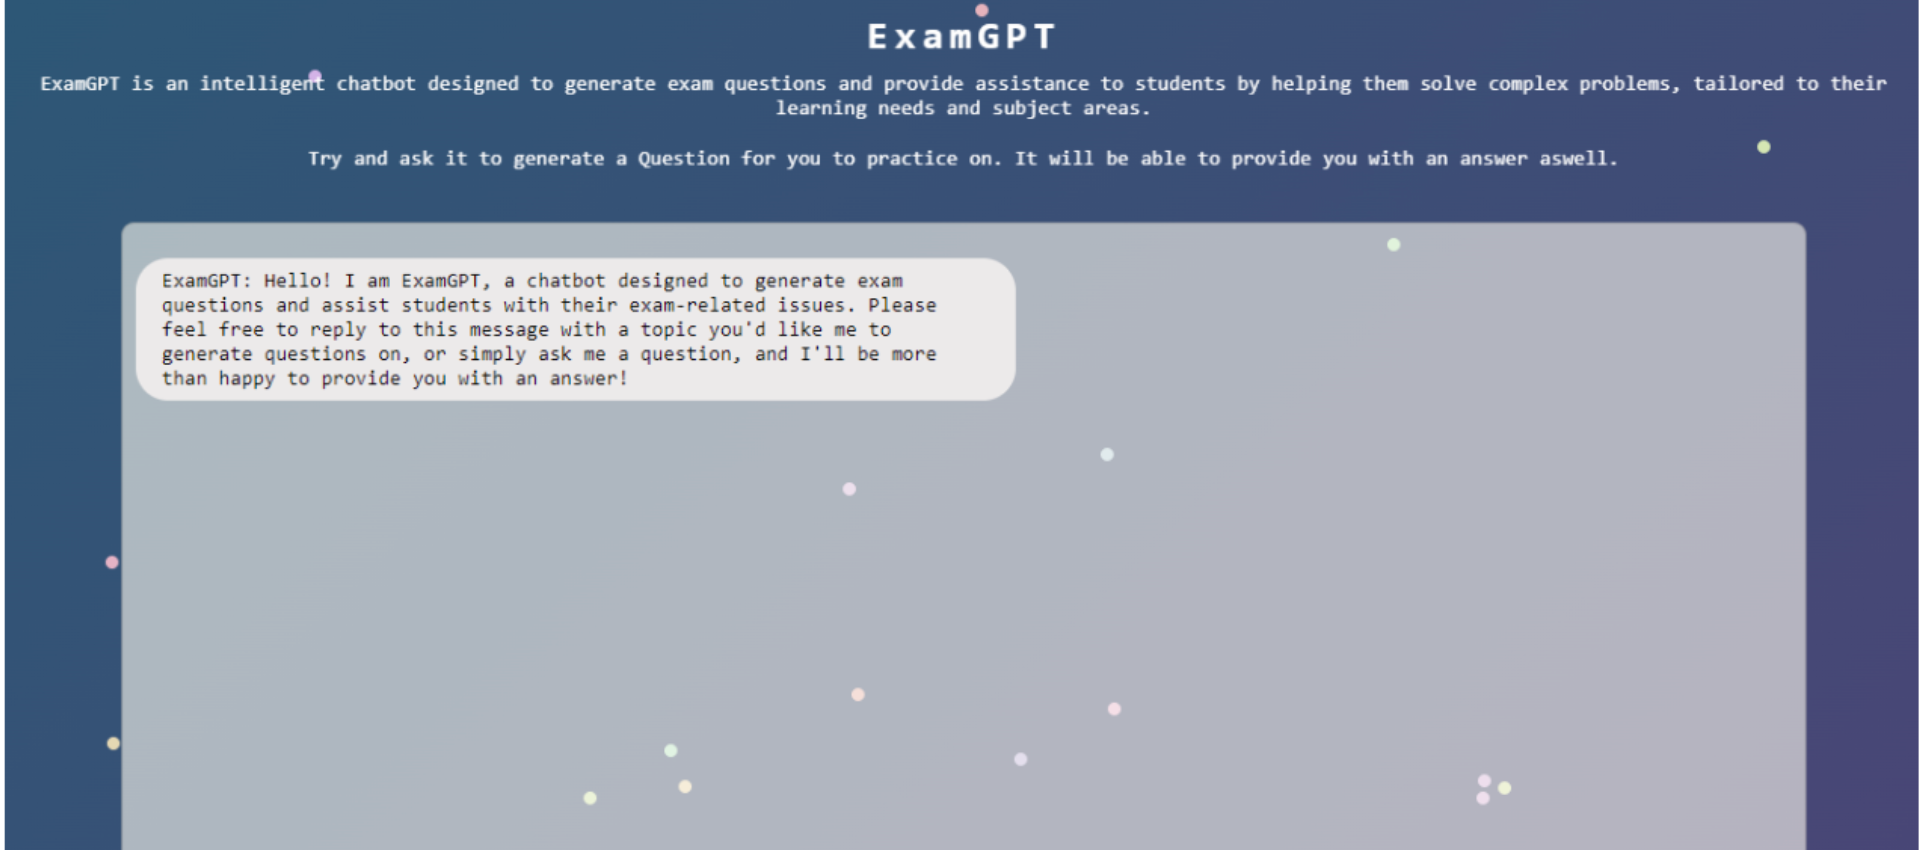 ExamGPT
ExamGPT is an intelligent chatbot designed to generate exam questions and provide assistance to students by helping them solve complex problems, tailored to their
learning needs and subject areas.
Try and ask it to generate a Question for you to practice on. It will be able to provide you with an answer aswell.
ExamGPT: Hello! I am ExamGPT, a chatbot designed to generate exam
questions and assist students with their exam-related issues. Please
feel free to reply to this message with a topic you'd like me to
generate questions on, or simply ask me a question, and I'll be more
than happy to provide you with an answer!